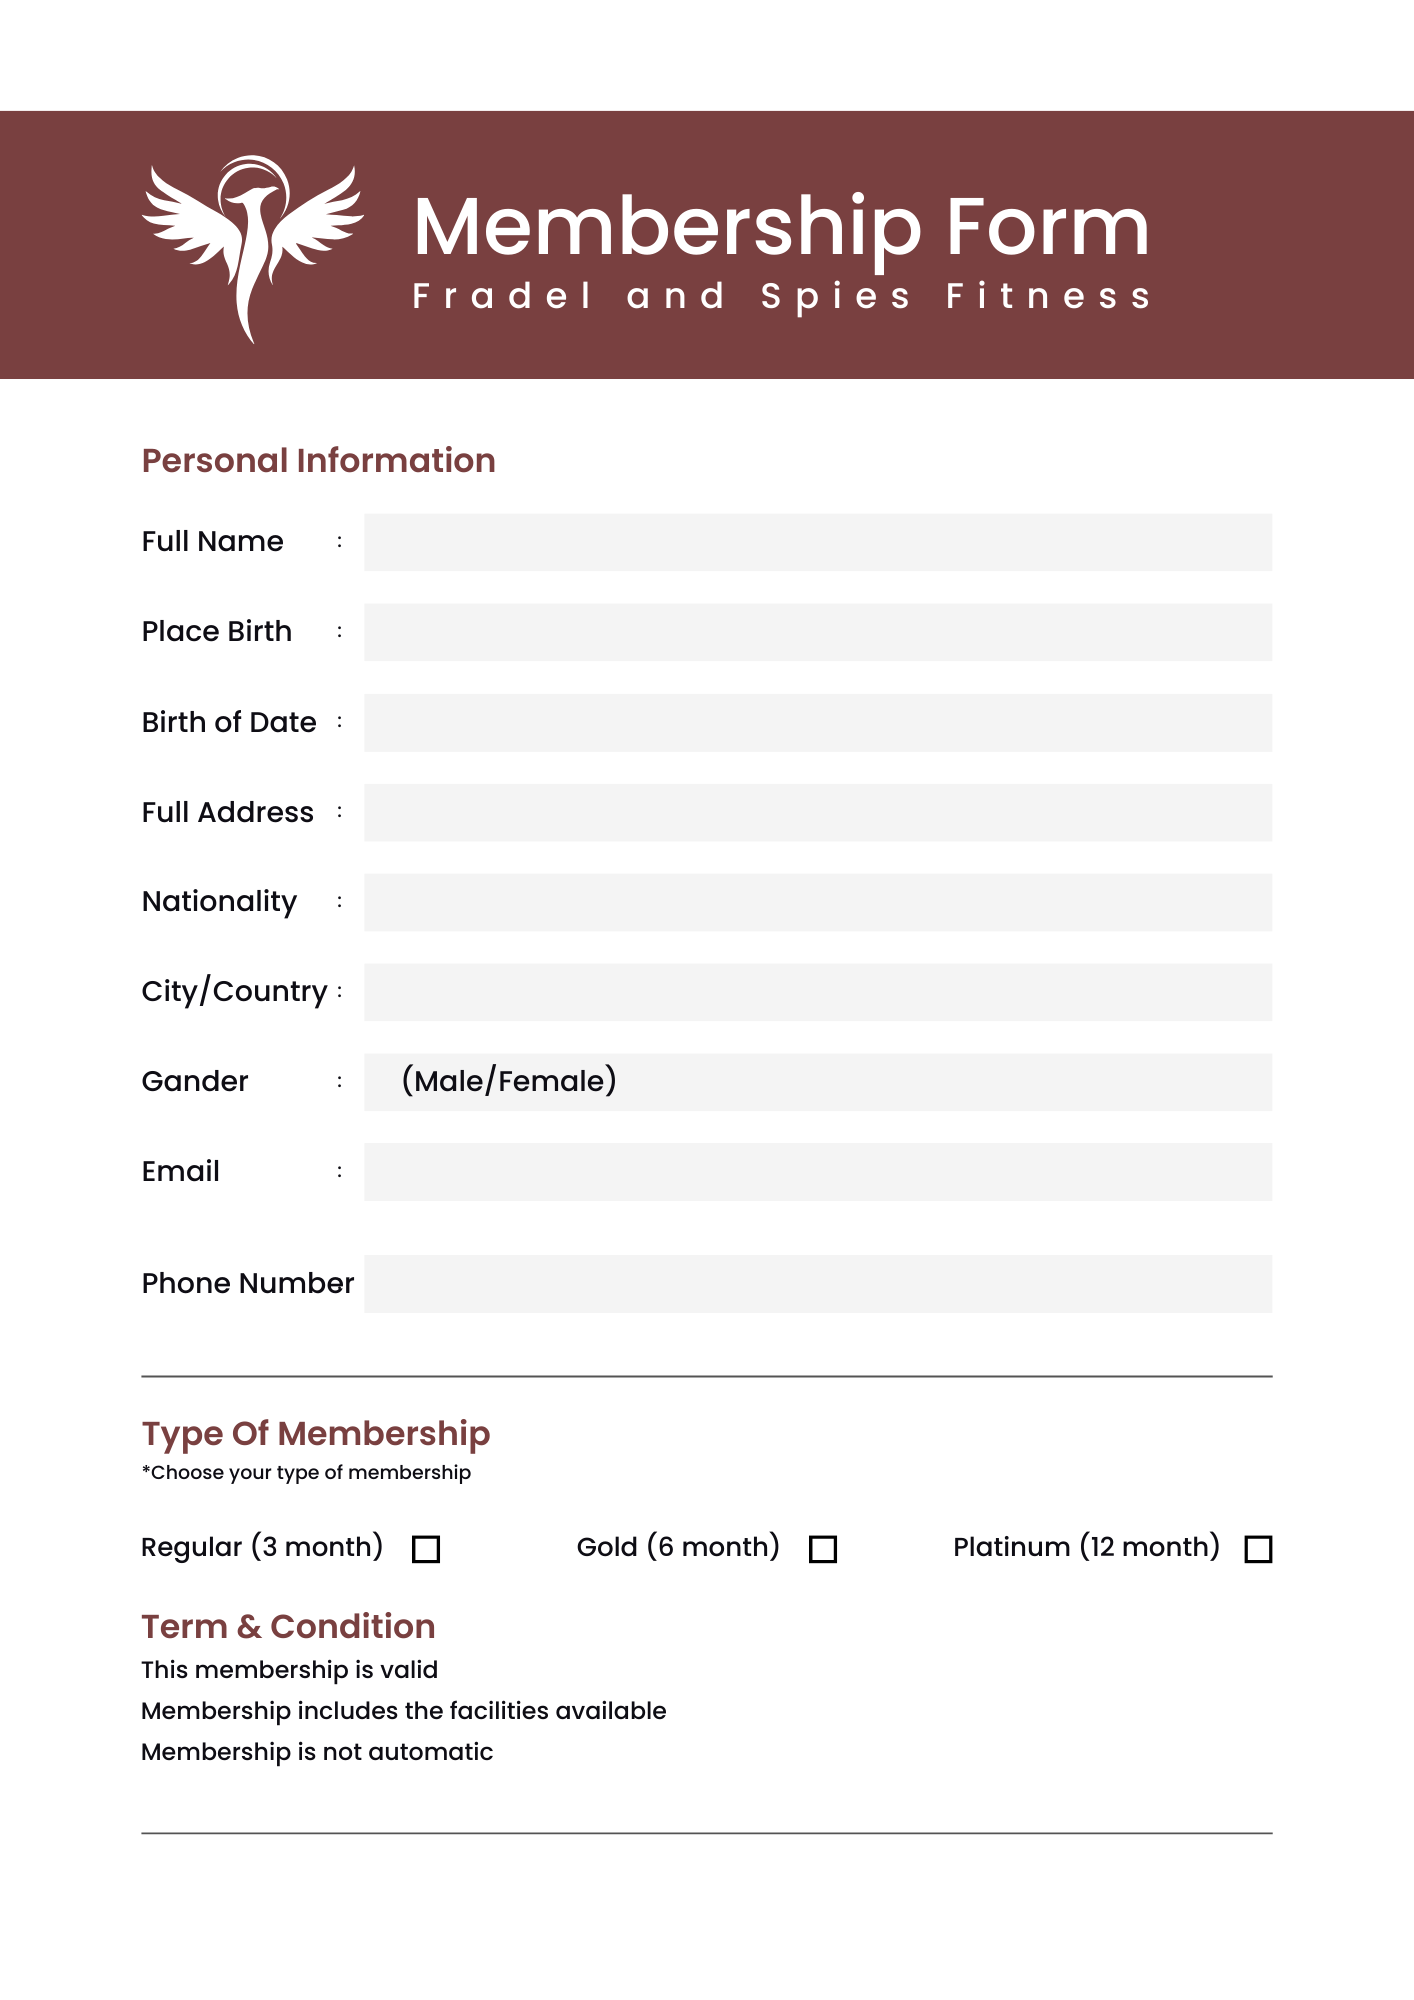 Membership Form
Fradel and Spies Fitness
Personal Information
Full Name :
Place Birth :
Birth of Date :
Full Address :
Nationality :
City/Country :
Gander : (Male/Female)
Email :
Phone Number
Type Of Membership
*Choose your type of membership
Regular (3 month) Gold (6 month) Platinum (12 month)
Term & Condition
This membership is valid
Membership includes the facilities available
Membership is not automatic